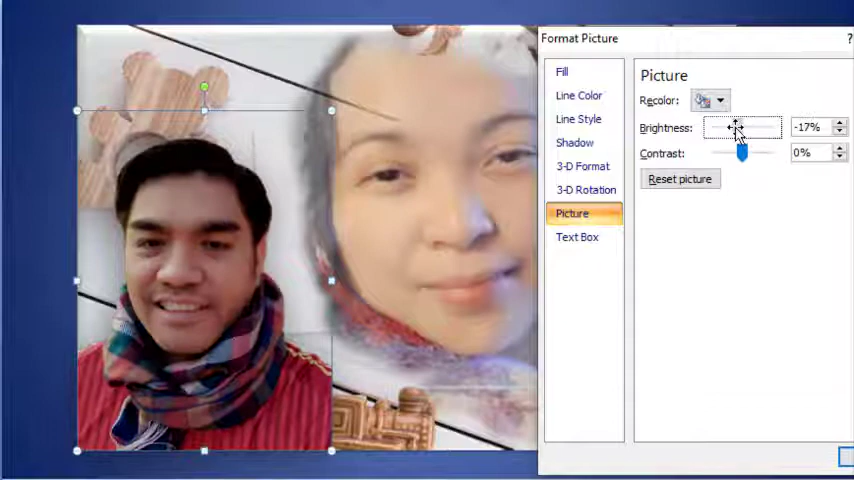 Format Picture ?
Fill
Line Color
Line Style
Shadow
3-D Format
3-D Rotation
Picture
Text Box
Picture
Recolor:
Brightness: -17%
Contrast: 0%
Reset picture